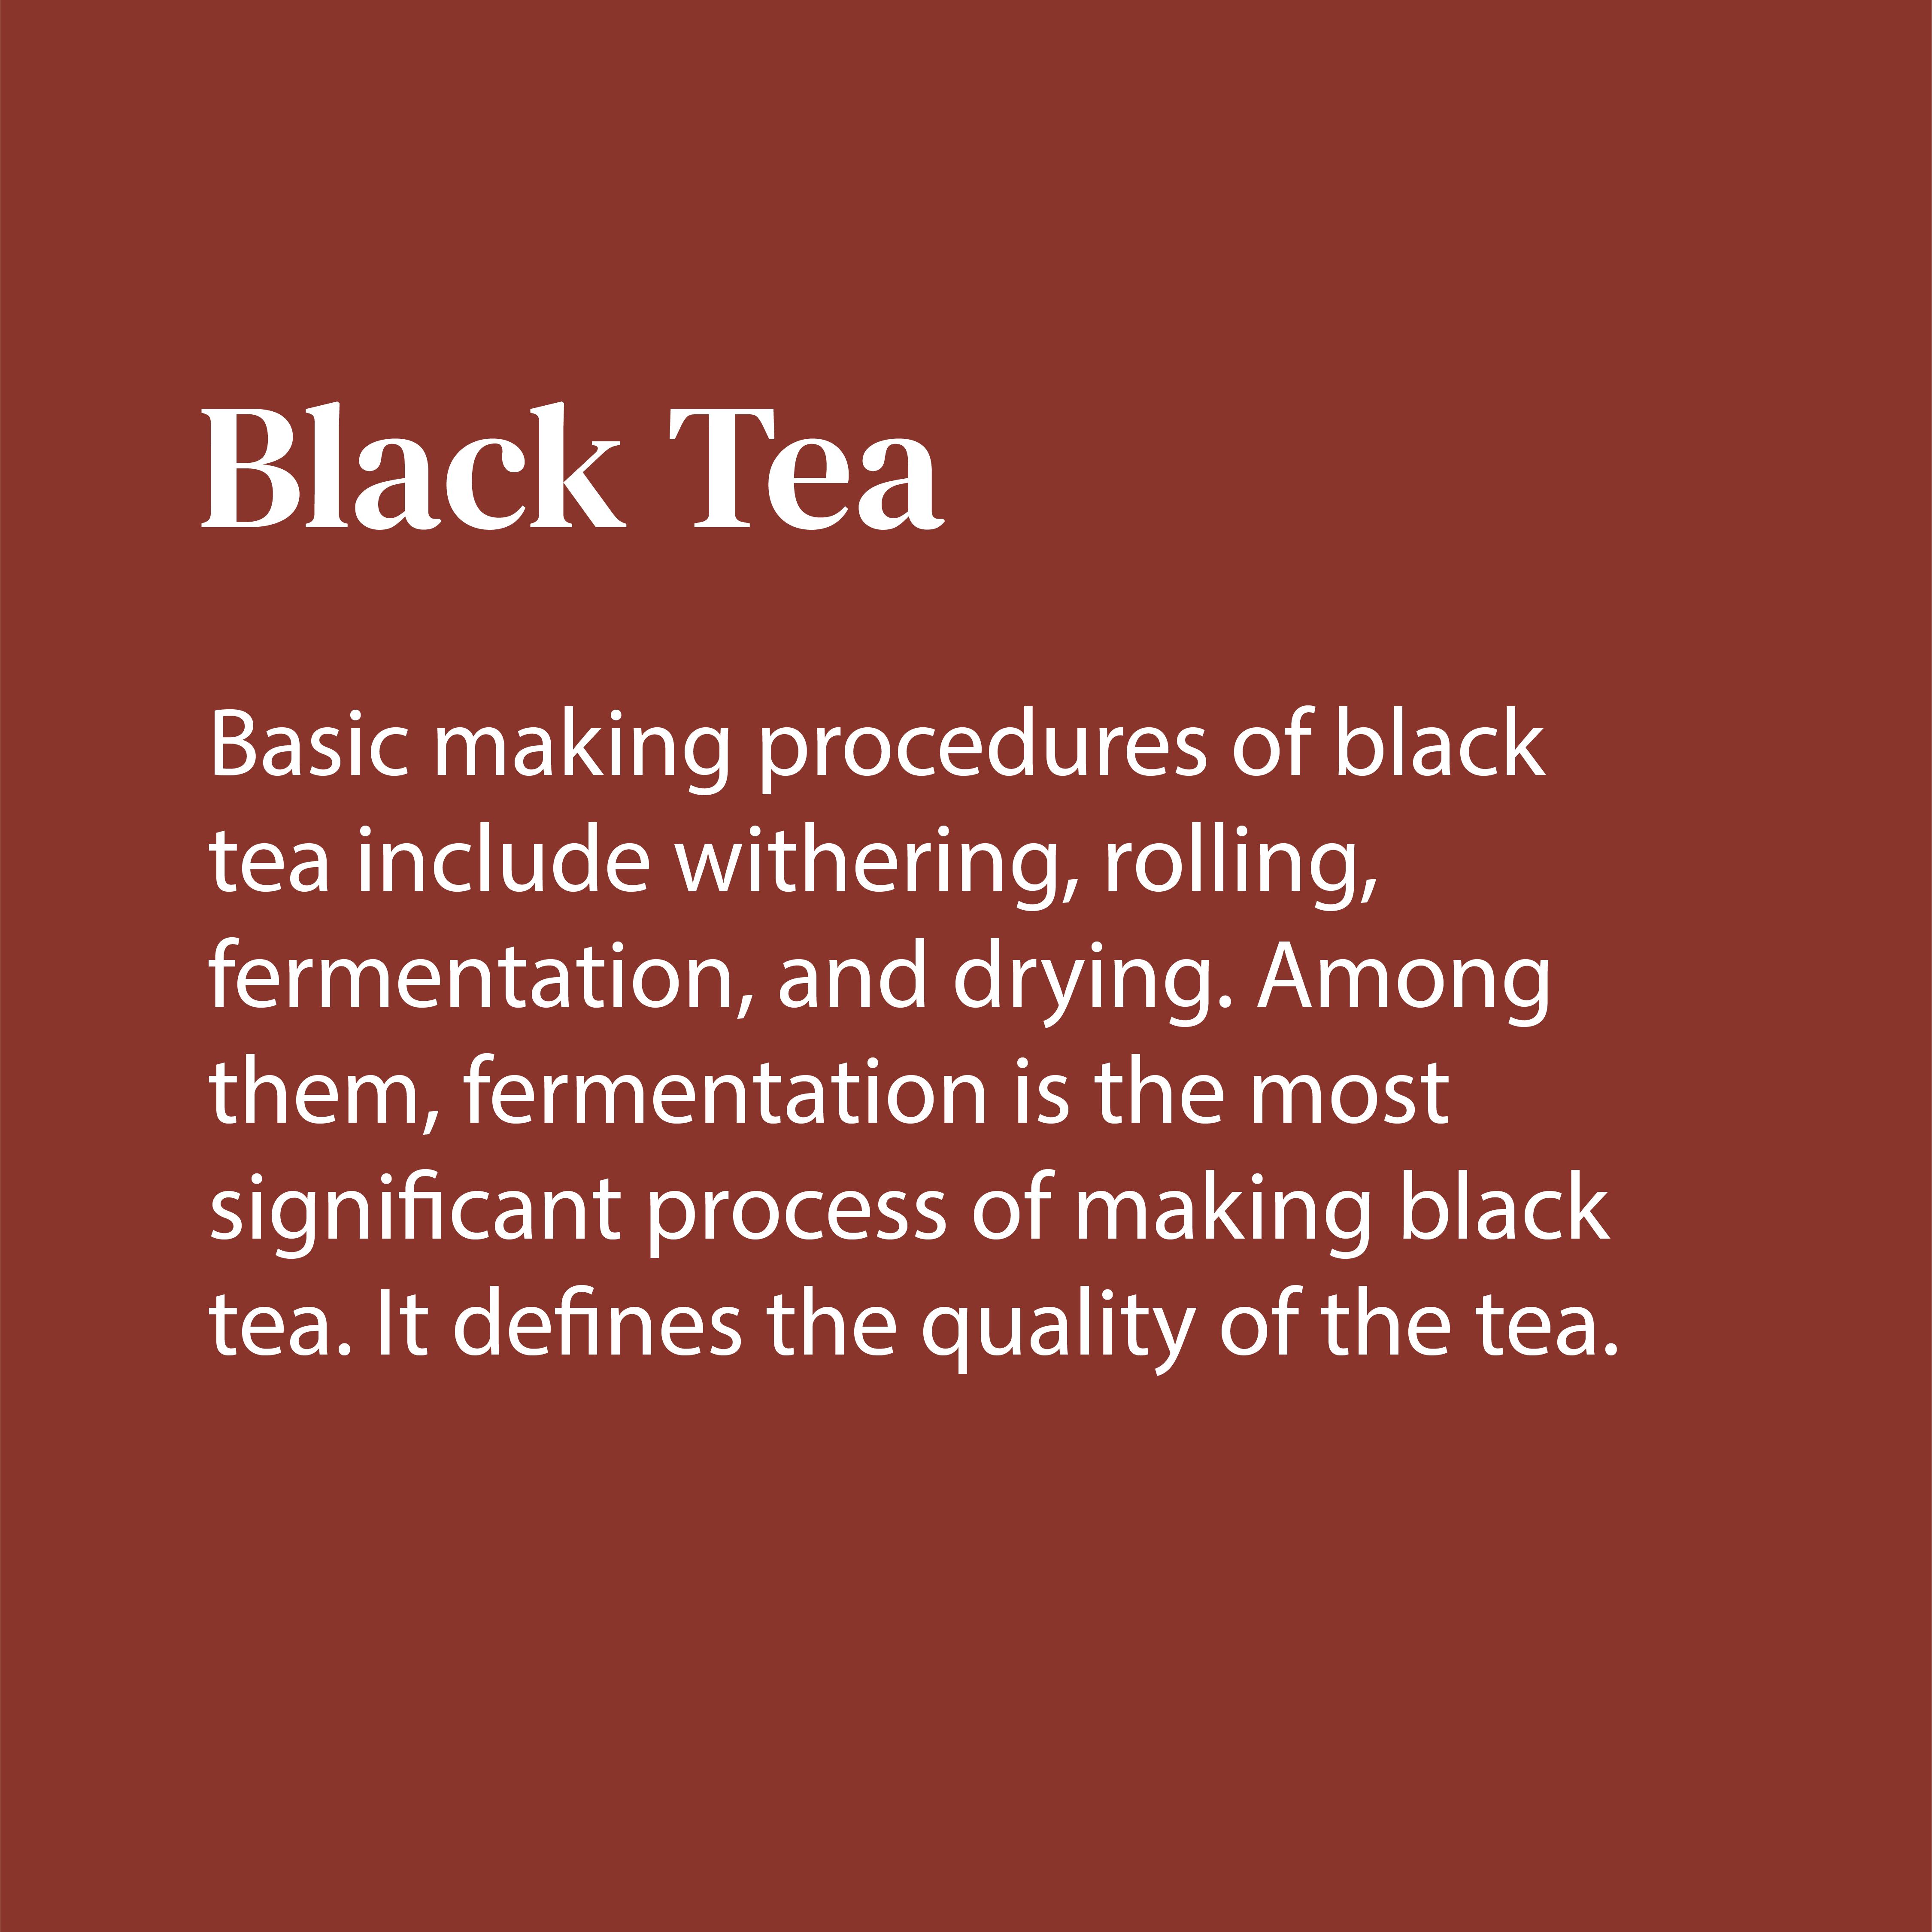 Black Tea
Basic making procedures of black
tea include withering, rolling,
fermentation, and drying. Among
them, fermentation is the most
significant process of making black
tea. It defines the quality of the tea.